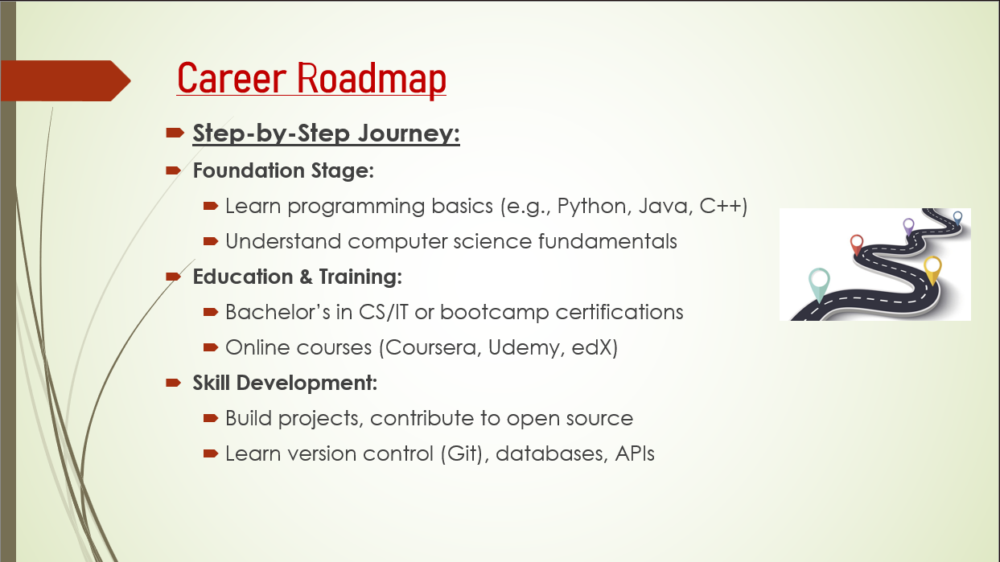 Career Roadmap
Step-by-Step Journey:
Foundation Stage:
Learn programming basics (e.g., Python, Java, C++)
Understand computer science fundamentals
Education & Training:
Bachelor’s in CS/IT or bootcamp certifications
Online courses (Coursera, Udemy, edX)
Skill Development:
Build projects, contribute to open source
Learn version control (Git), databases, APIs